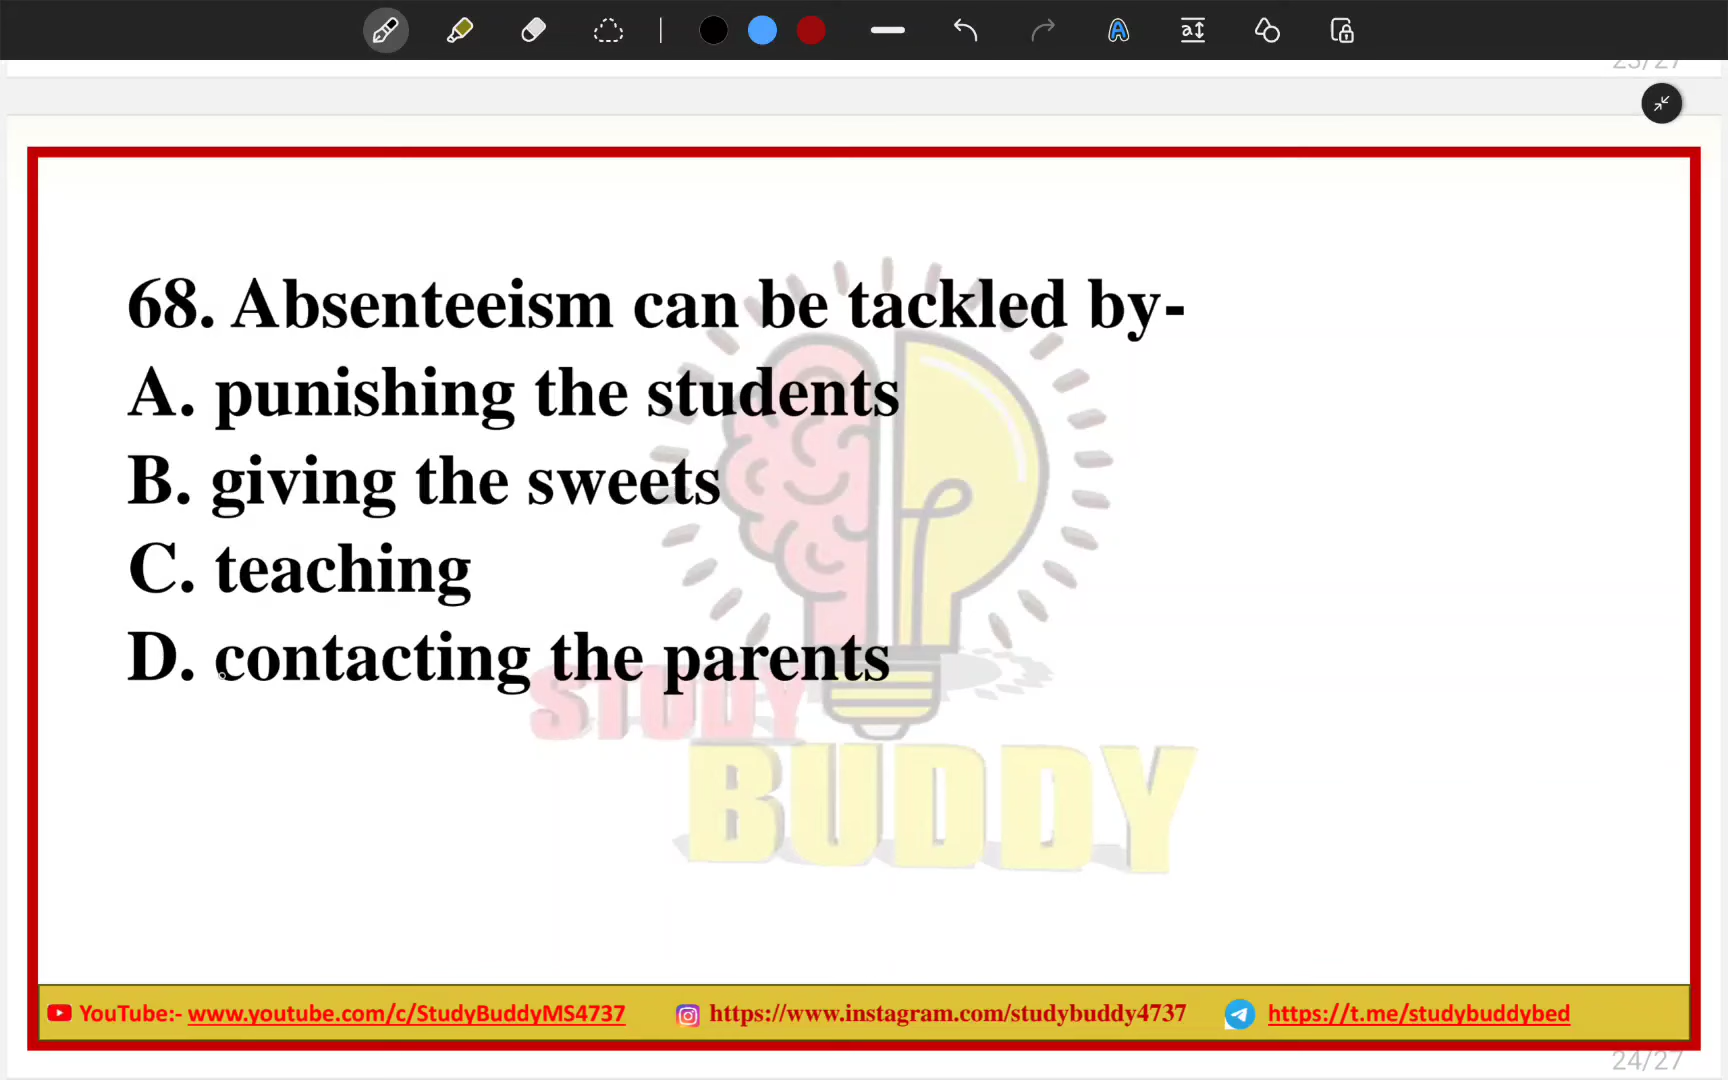 68. Absenteeism can be tackled by-
A. punishing the students
B. giving the sweets
C. teaching
D. contacting the parents
STUDY
BUDDY
YouTube:- www.youtube.com/c/StudyBuddyMS4737 https://www.instagram.com/studybuddy4737 https://t.me/studybuddybed
24/27